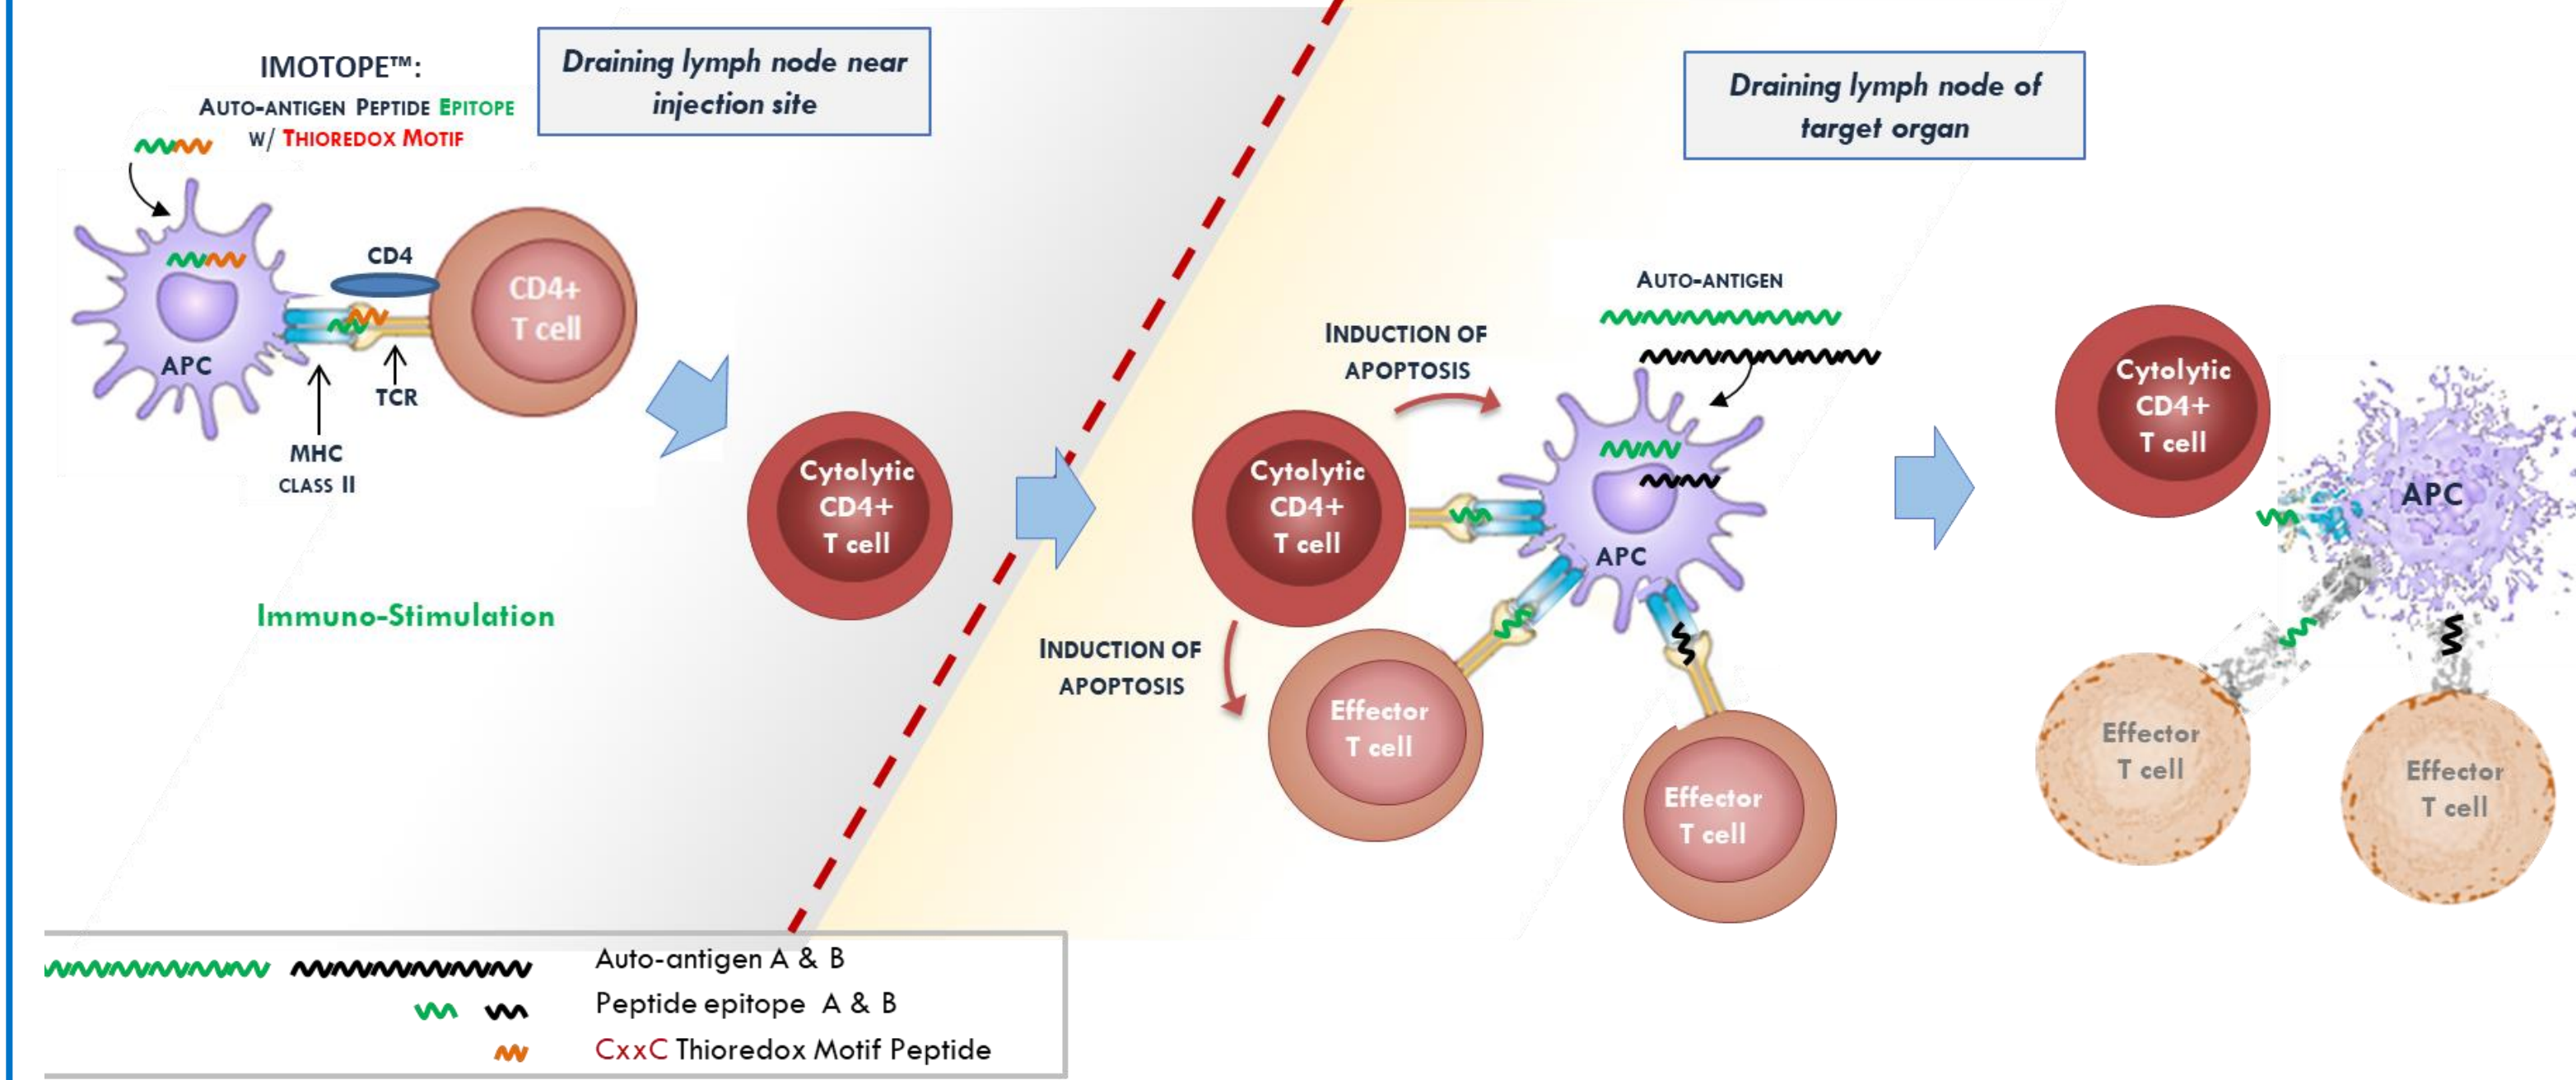 IMOTOPE™:
AUTO-ANTIGEN PEPTIDE EPITOPE
W/ THIOREDOX MOTIF
Draining lymph node near
injection site
CD4
CD4+
T cell
APC
TCR
MHC
CLASS II
Immuno-Stimulation
Cytolytic
CD4+
T cell
Draining lymph node of
target organ
AUTO-ANTIGEN
INDUCTION OF
APOPTOSIS
Cytolytic
CD4+
T cell
APC
INDUCTION OF
APOPTOSIS
Effector
T cell
Effector
T cell
Cytolytic
CD4+
T cell
APC
Effector
T cell
Effector
T cell
Auto-antigen A & B
Peptide epitope A & B
CxxC Thioredox Motif Peptide